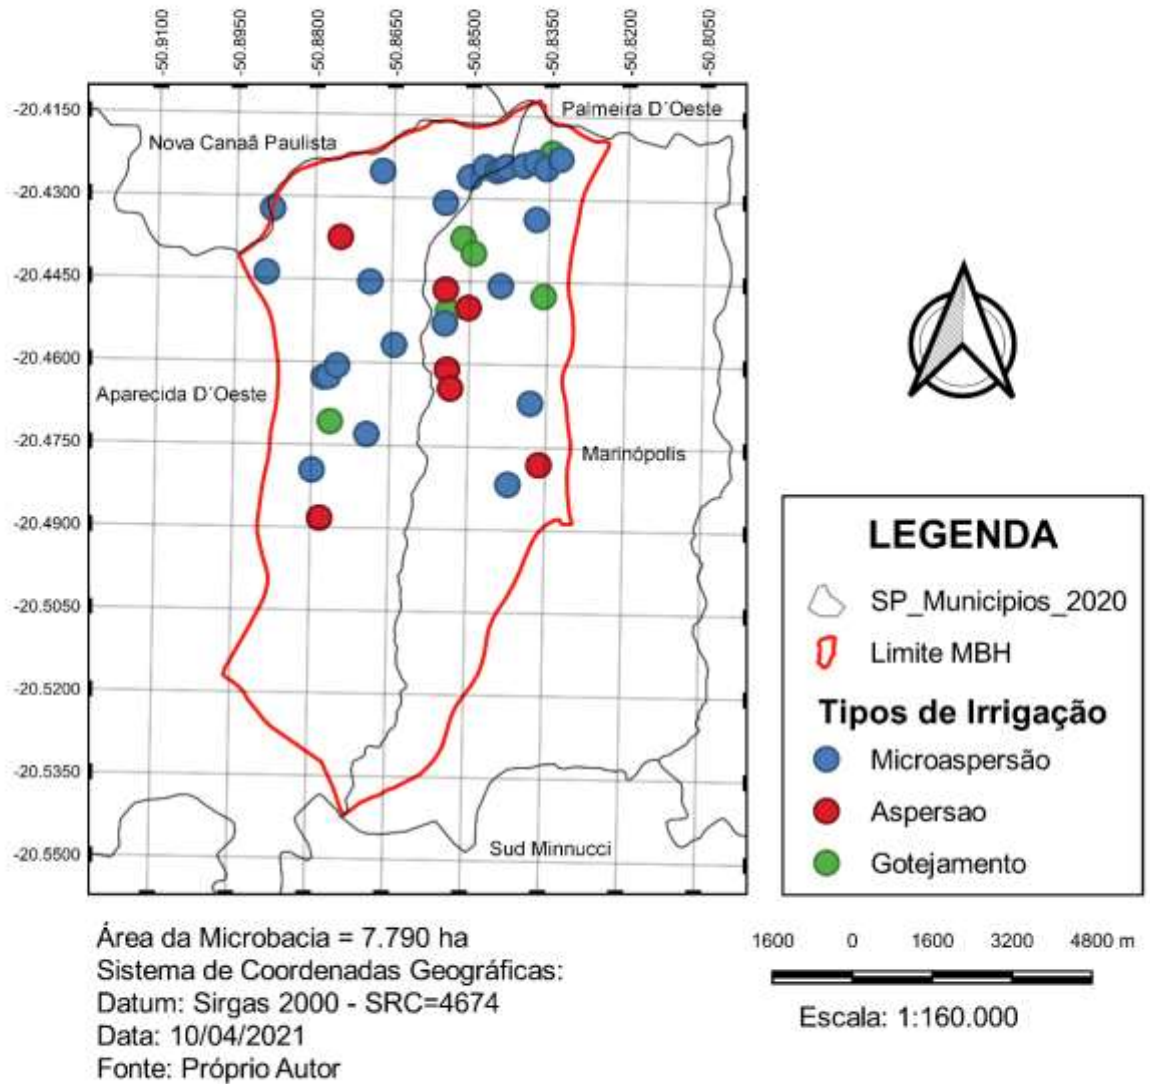 -50.9100
-50.8950
-50.8800
-50.8650
-50.8500
-50.8350
-50.8200
-50.8050
-20.4150
-20.4300
-20.4450
-20.4600
-20.4750
-20.4900
-20.5050
-20.5200
-20.5350
-20.5500
Palmeira D´Oeste
Nova Canaã Paulista
Aparecida D´Oeste
Marinópolis
Sud Minnucci
LEGENDA
SP_Municipios_2020
Limite MBH
Tipos de Irrigação
Microaspersão
Aspersao
Gotejamento
Área da Microbacia = 7.790 ha
Sistema de Coordenadas Geográficas:
Datum: Sirgas 2000 - SRC=4674
Data: 10/04/2021
Fonte: Próprio Autor
1600 0 1600 3200 4800 m
Escala: 1:160.000